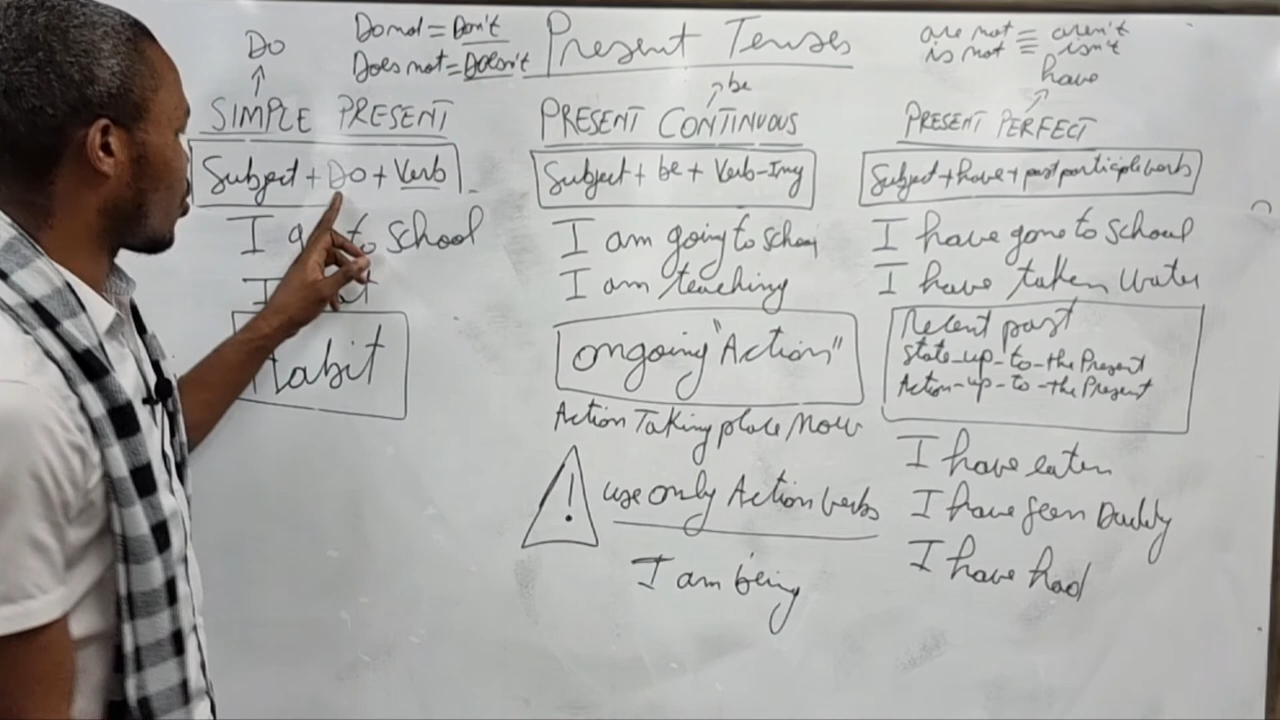 DO
Do not = Don't
Does not = Doesn't
Present Tenses
are not = aren't
is not = isn't
have
be
SIMPLE PRESENT
Subject + DO + Verb
I go to school
I
Habit
PRESENT CONTINUOUS
Subject + be + Verb-Ing
I am going to school
I am teaching
Ongoing "Action"
Action Taking place Now
!
use only Action verbs
I am being
PRESENT PERFECT
Subject + have + past participle verbs
I have gone to school
I have taken water
Recent past
state-up-to-the Present
Action-up-to-the Present
I have eaten
I have seen Daddy
I have had